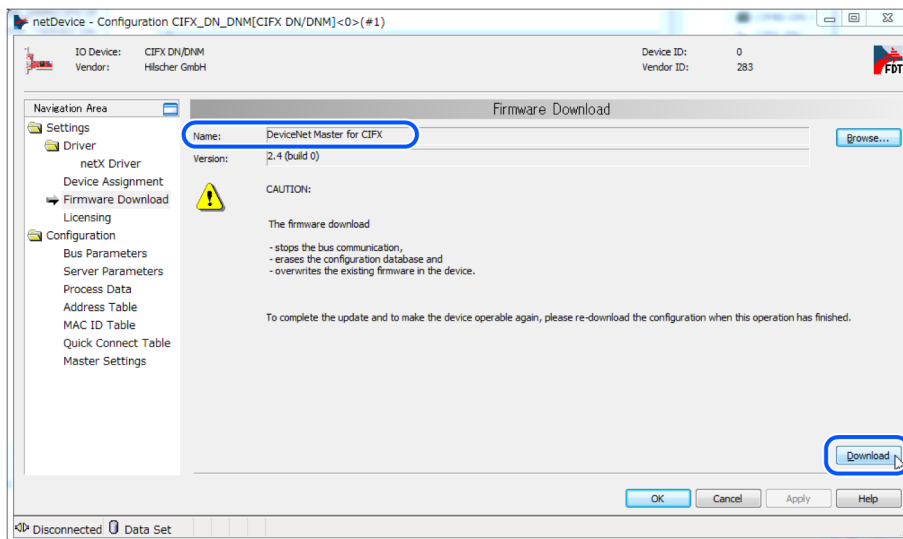 netDevice - Configuration CIFX_DN_DNM[CIFX DN/DNM]<0>(#1)
IO Device: CIFX DN/DNM Device ID: 0
Vendor: Hilscher GmbH Vendor ID: 283
FDT
Navigation Area
Firmware Download
Settings
Driver
netX Driver
Device Assignment
Firmware Download
Licensing
Configuration
Bus Parameters
Server Parameters
Process Data
Address Table
MAC ID Table
Quick Connect Table
Master Settings
Name: DeviceNet Master for CIFX Browse...
Version: 2.4 (build 0)
CAUTION:
The firmware download
- stops the bus communication,
- erases the configuration database and
- overwrites the existing firmware in the device.
To complete the update and to make the device operable again, please re-download the configuration when this operation has finished.
Download
OK Cancel Apply Help
Disconnected Data Set